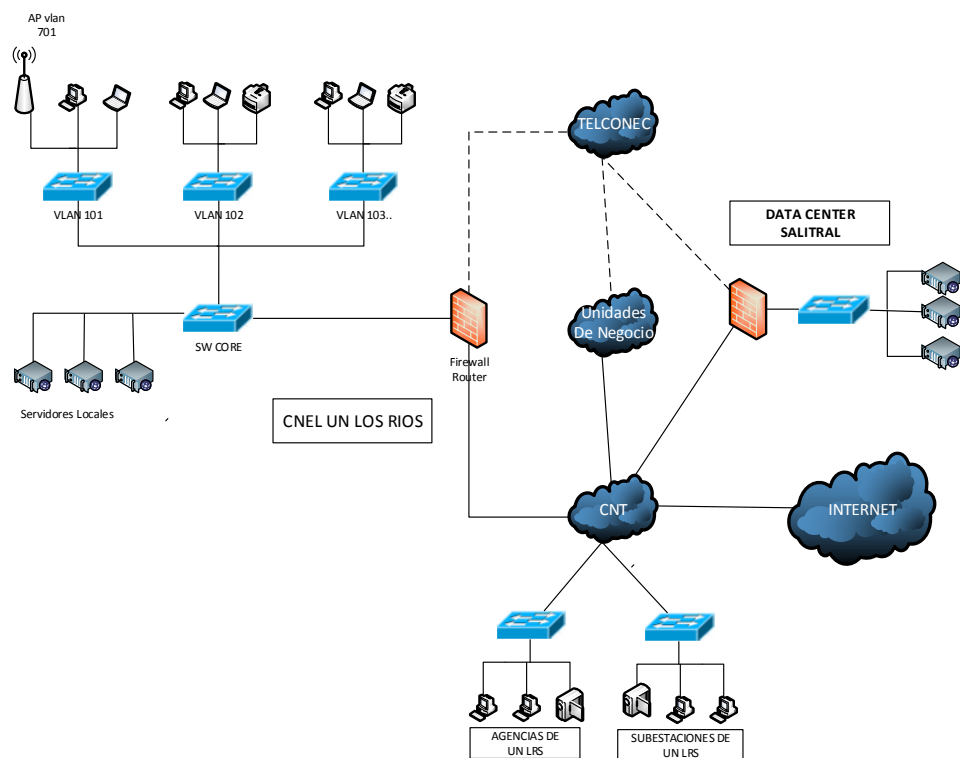 AP vlan
701
TELCONEC
VLAN 101
VLAN 102
VLAN 103..
DATA CENTER
SALITRAL
Unidades
De Negocio
SW CORE
Firewall
Router
Servidores Locales
CNEL UN LOS RIOS
CNT
INTERNET
AGENCIAS DE
UN LRS
SUBESTACIONES DE
UN LRS